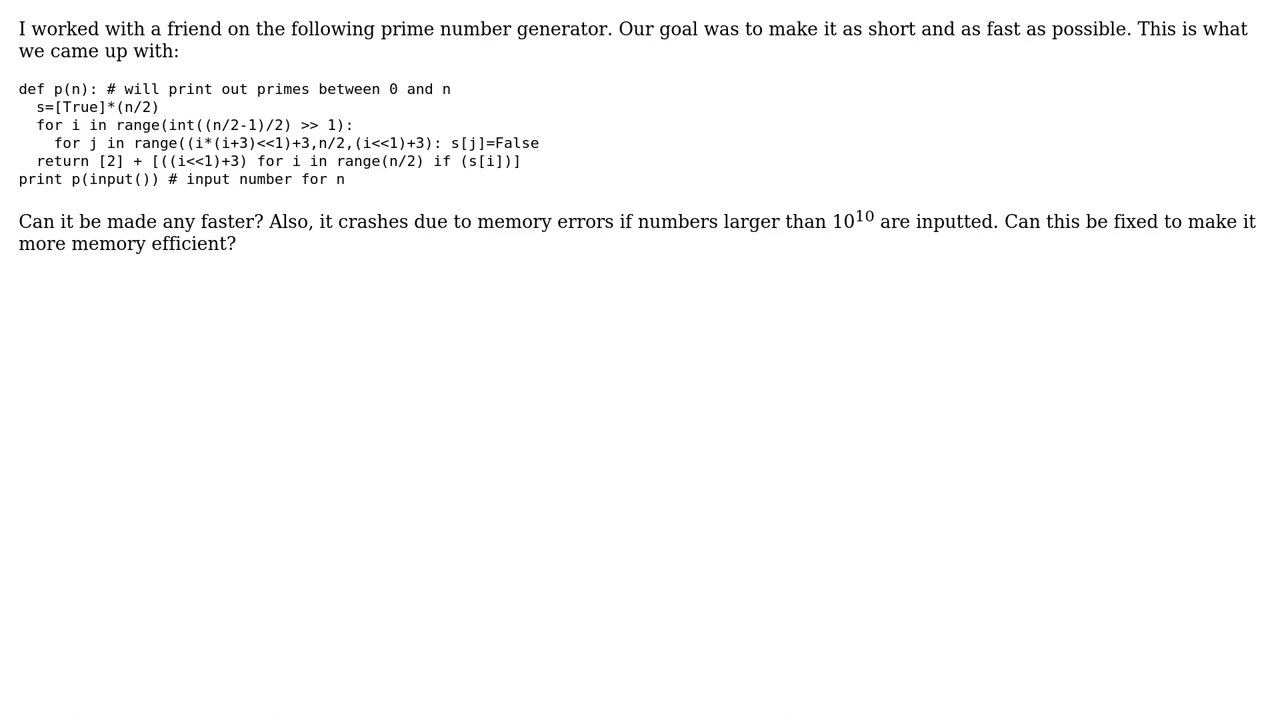 I worked with a friend on the following prime number generator. Our goal was to make it as short and as fast as possible. This is what
we came up with:
def p(n): # will print out primes between 0 and n
  s=[True]*(n/2)
  for i in range(int((n/2-1)/2) >> 1):
    for j in range((i*(i+3)<<1)+3,n/2,(i<<1)+3): s[j]=False
  return [2] + [((i<<1)+3) for i in range(n/2) if (s[i])]
print p(input()) # input number for n
Can it be made any faster? Also, it crashes due to memory errors if numbers larger than 10^10 are inputted. Can this be fixed to make it
more memory efficient?